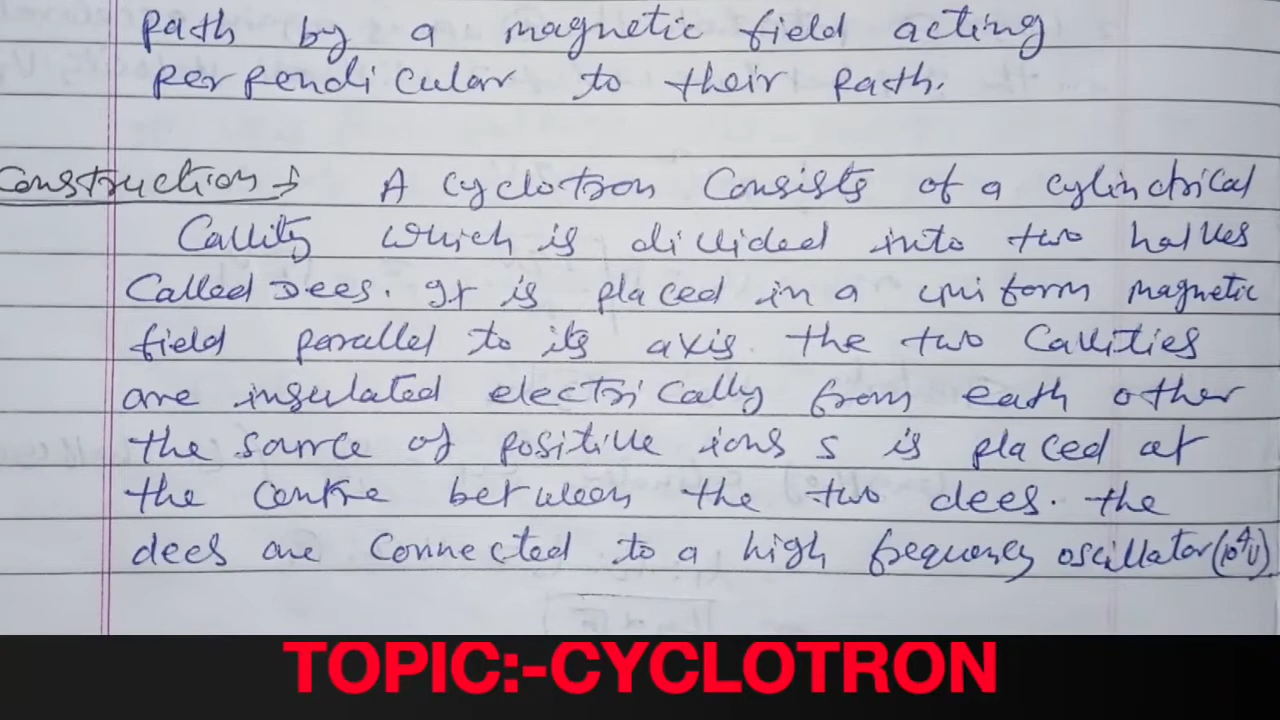 path by a magnetic field acting
perpendicular to their path.
Construction → A cyclotron consists of a cylindrical
Cavity which is divided into two halves
Called Dees. It is placed in a uniform magnetic
field parallel to its axis. the two Cavities
are insulated electrically from each other
the source of positive ions S is placed at
the centre between the two dees. the
dees are Connected to a high frequency oscillator (10⁴V)
TOPIC:-CYCLOTRON